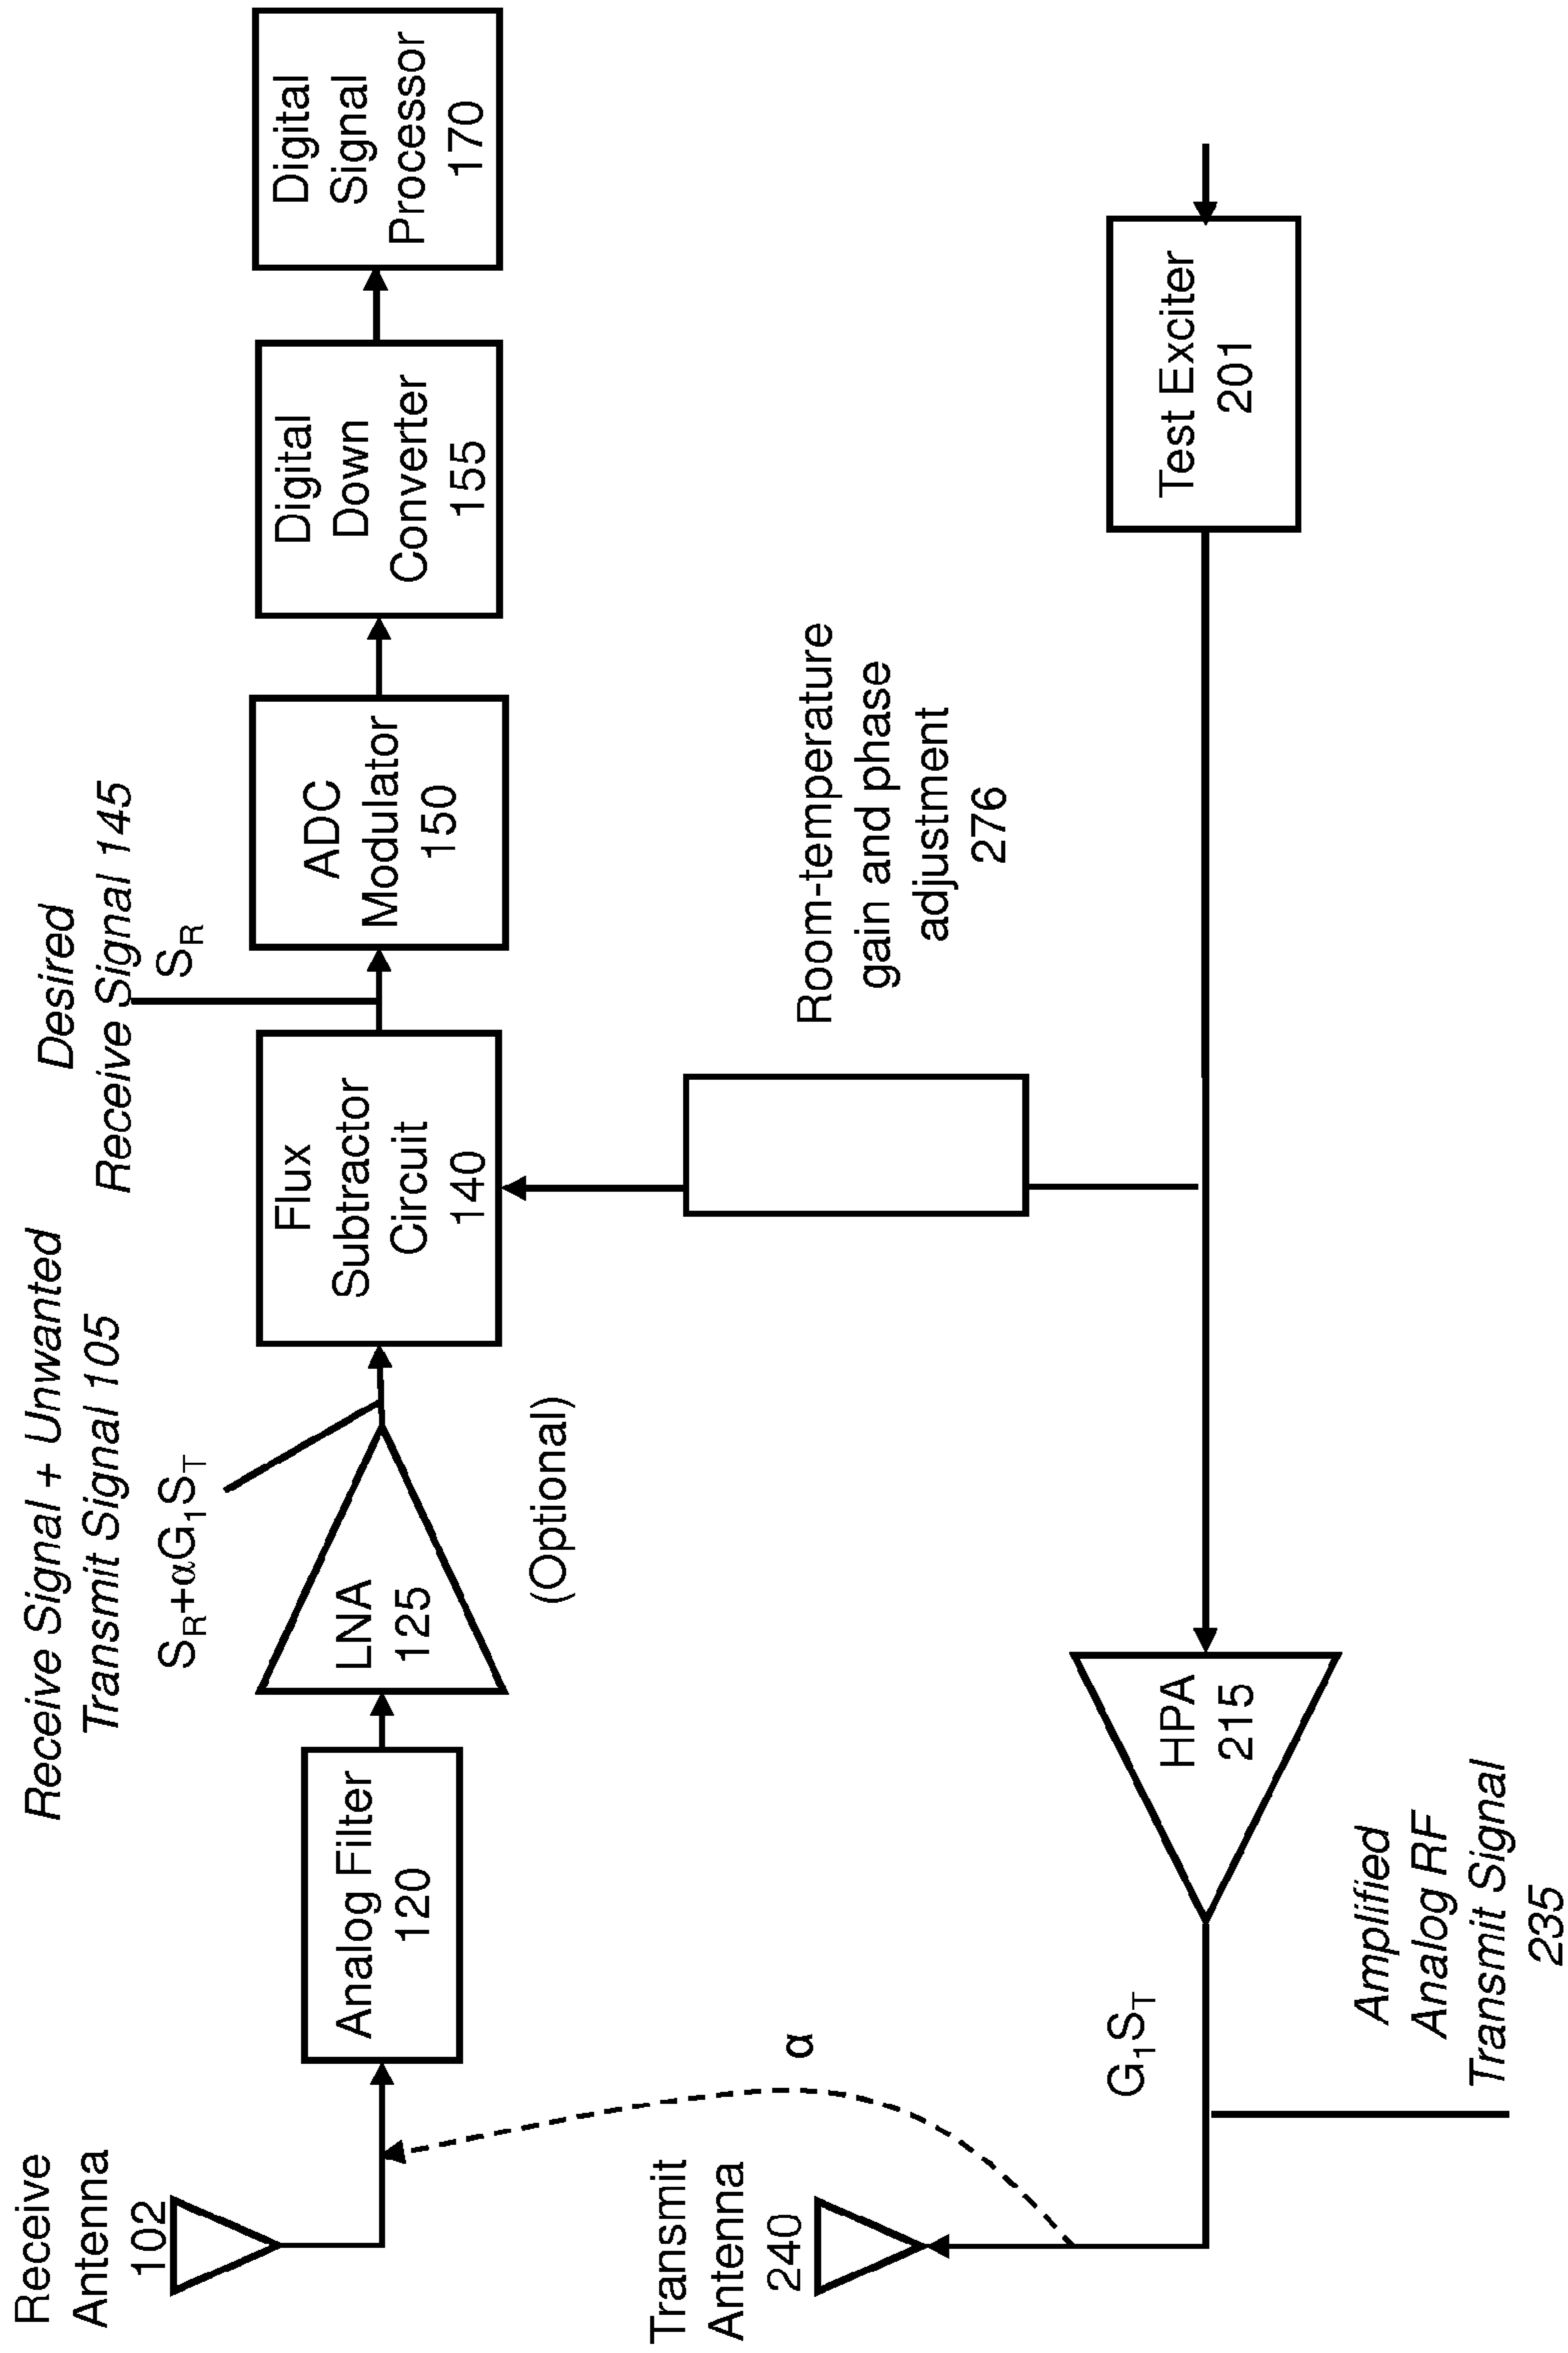 Receive
Antenna
102
Analog Filter
120
Receive Signal + Unwanted
Transmit Signal 105
S_R+αG_1S_T
LNA
125
(Optional)
Flux
Subtractor
Circuit
140
Desired
Receive Signal 145
S_R
ADC
Modulator
150
Digital
Down
Converter
155
Digital
Signal
Processor
170
Room-temperature
gain and phase
adjustment
276
Transmit
Antenna
240
α
G_1S_T
Amplified
Analog RF
Transmit Signal
235
HPA
215
Test Exciter
201